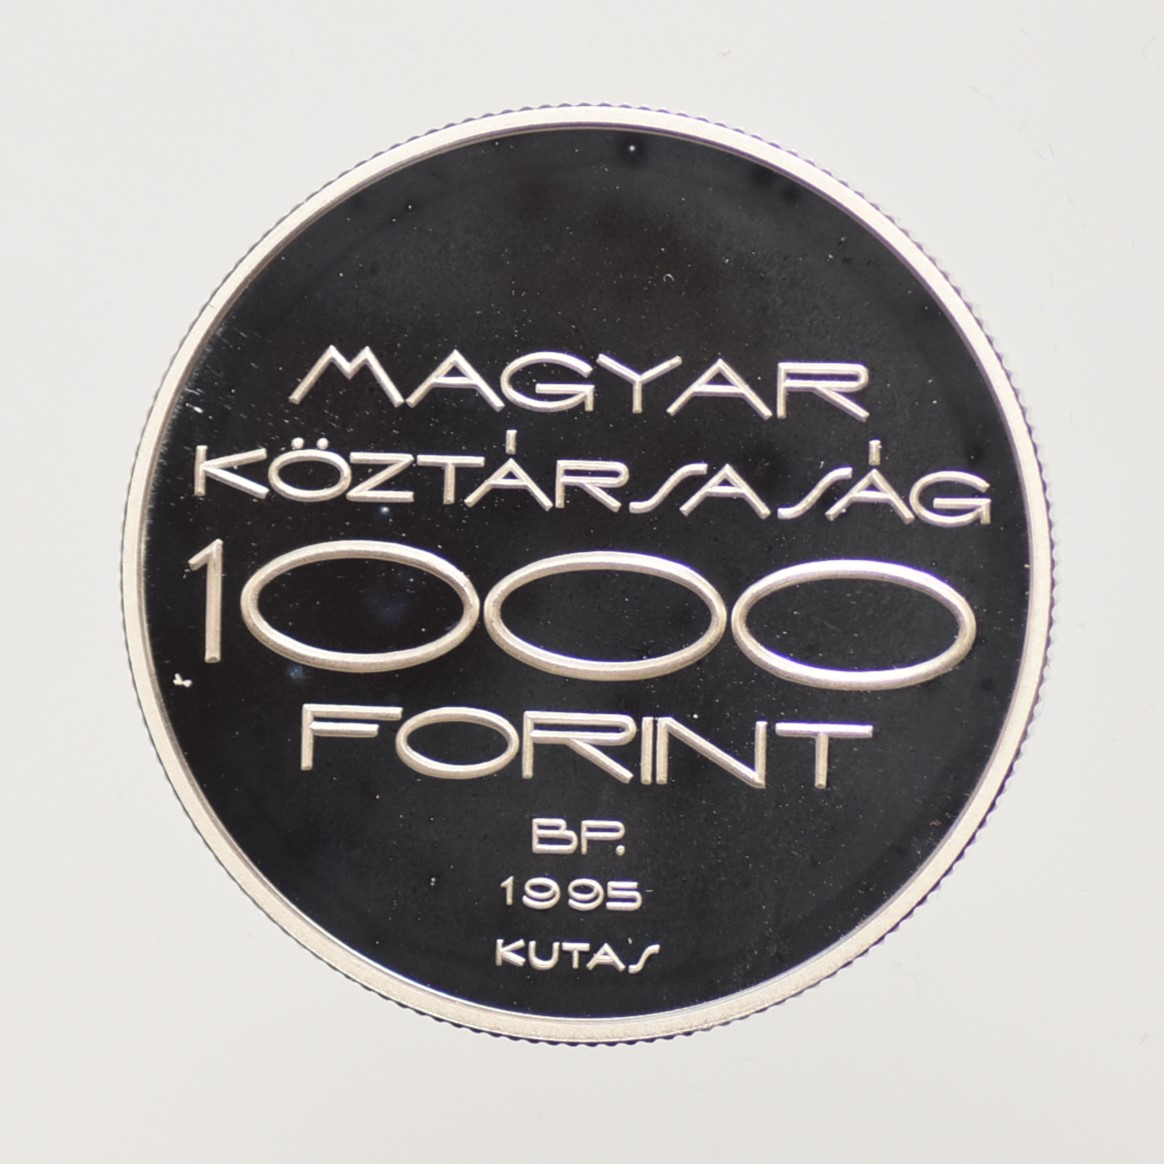 MAGYAR
KÖZTÁRSASÁG
1000
FORINT
BP.
1995
KUTAS